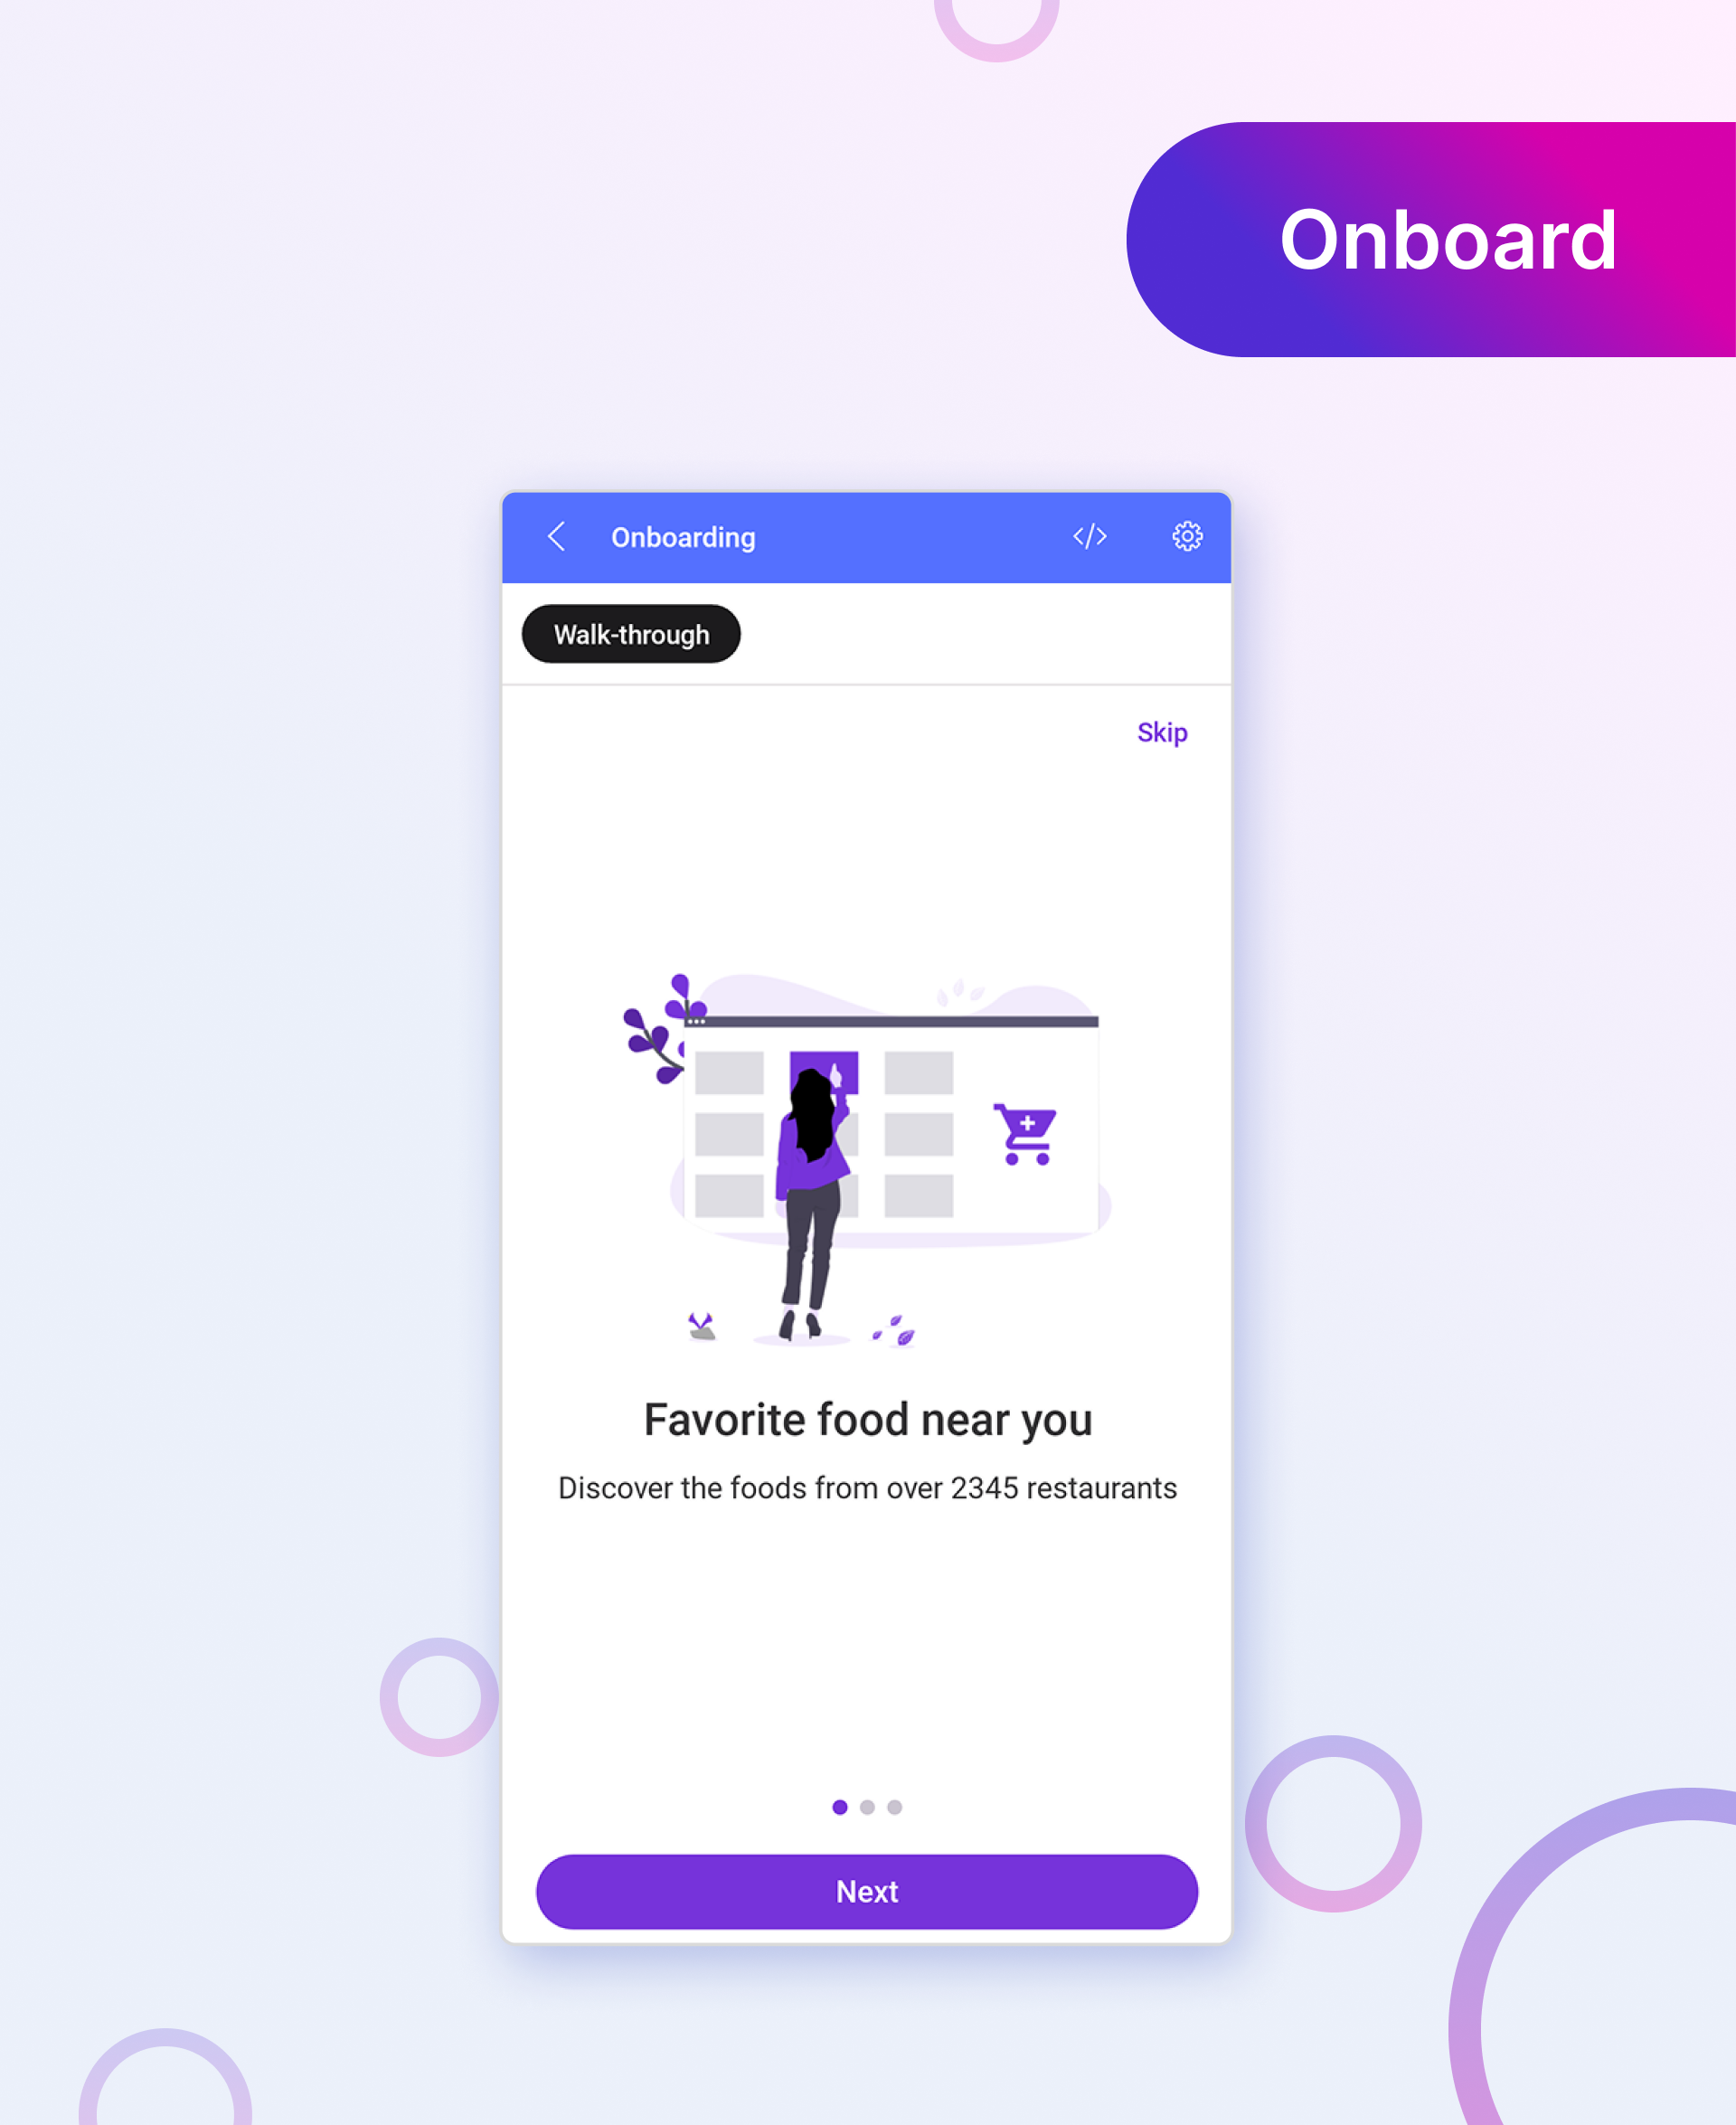 Onboard
Onboarding
</>
Walk-through
Skip
Favorite food near you
Discover the foods from over 2345 restaurants
Next